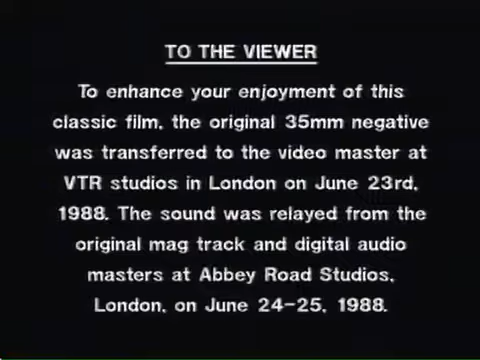 TO THE VIEWER
To enhance your enjoyment of this
classic film, the original 35mm negative
was transferred to the video master at
VTR studios in London on June 23rd,
1988. The sound was relayed from the
original mag track and digital audio
masters at Abbey Road Studios,
London, on June 24-25, 1988.